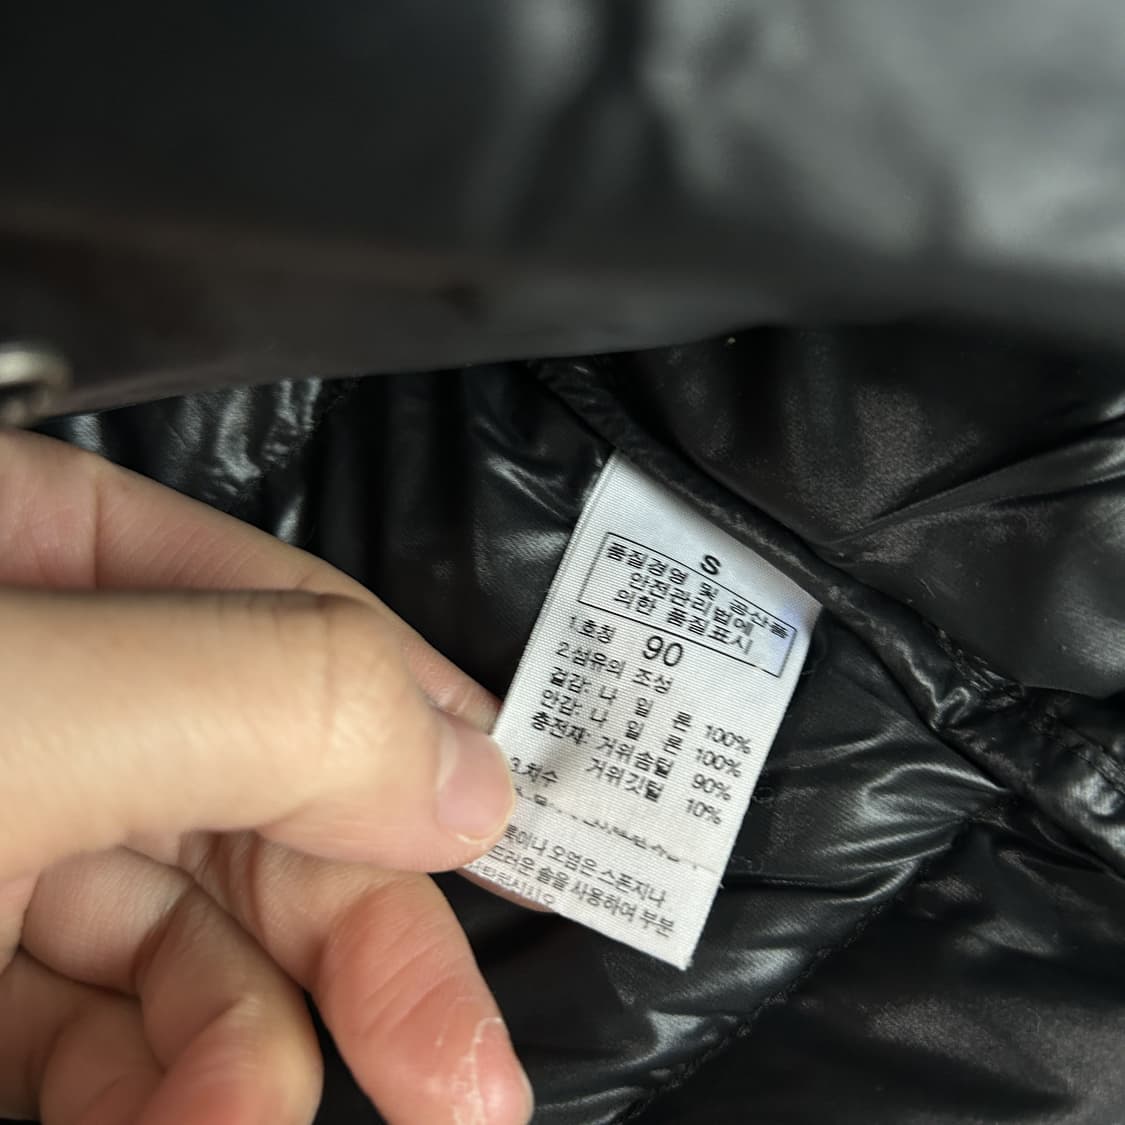 S
품질경영 및 공산품
안전관리법에
의한 품질표시
1.호칭 90
2.섬유의 조성
겉감: 나 일 론 100%
안감: 나 일 론 100%
충전재: 거위솜털 90%
거위깃털 10%
3.치수
오염은 스폰지나
솔을 사용하여 부분